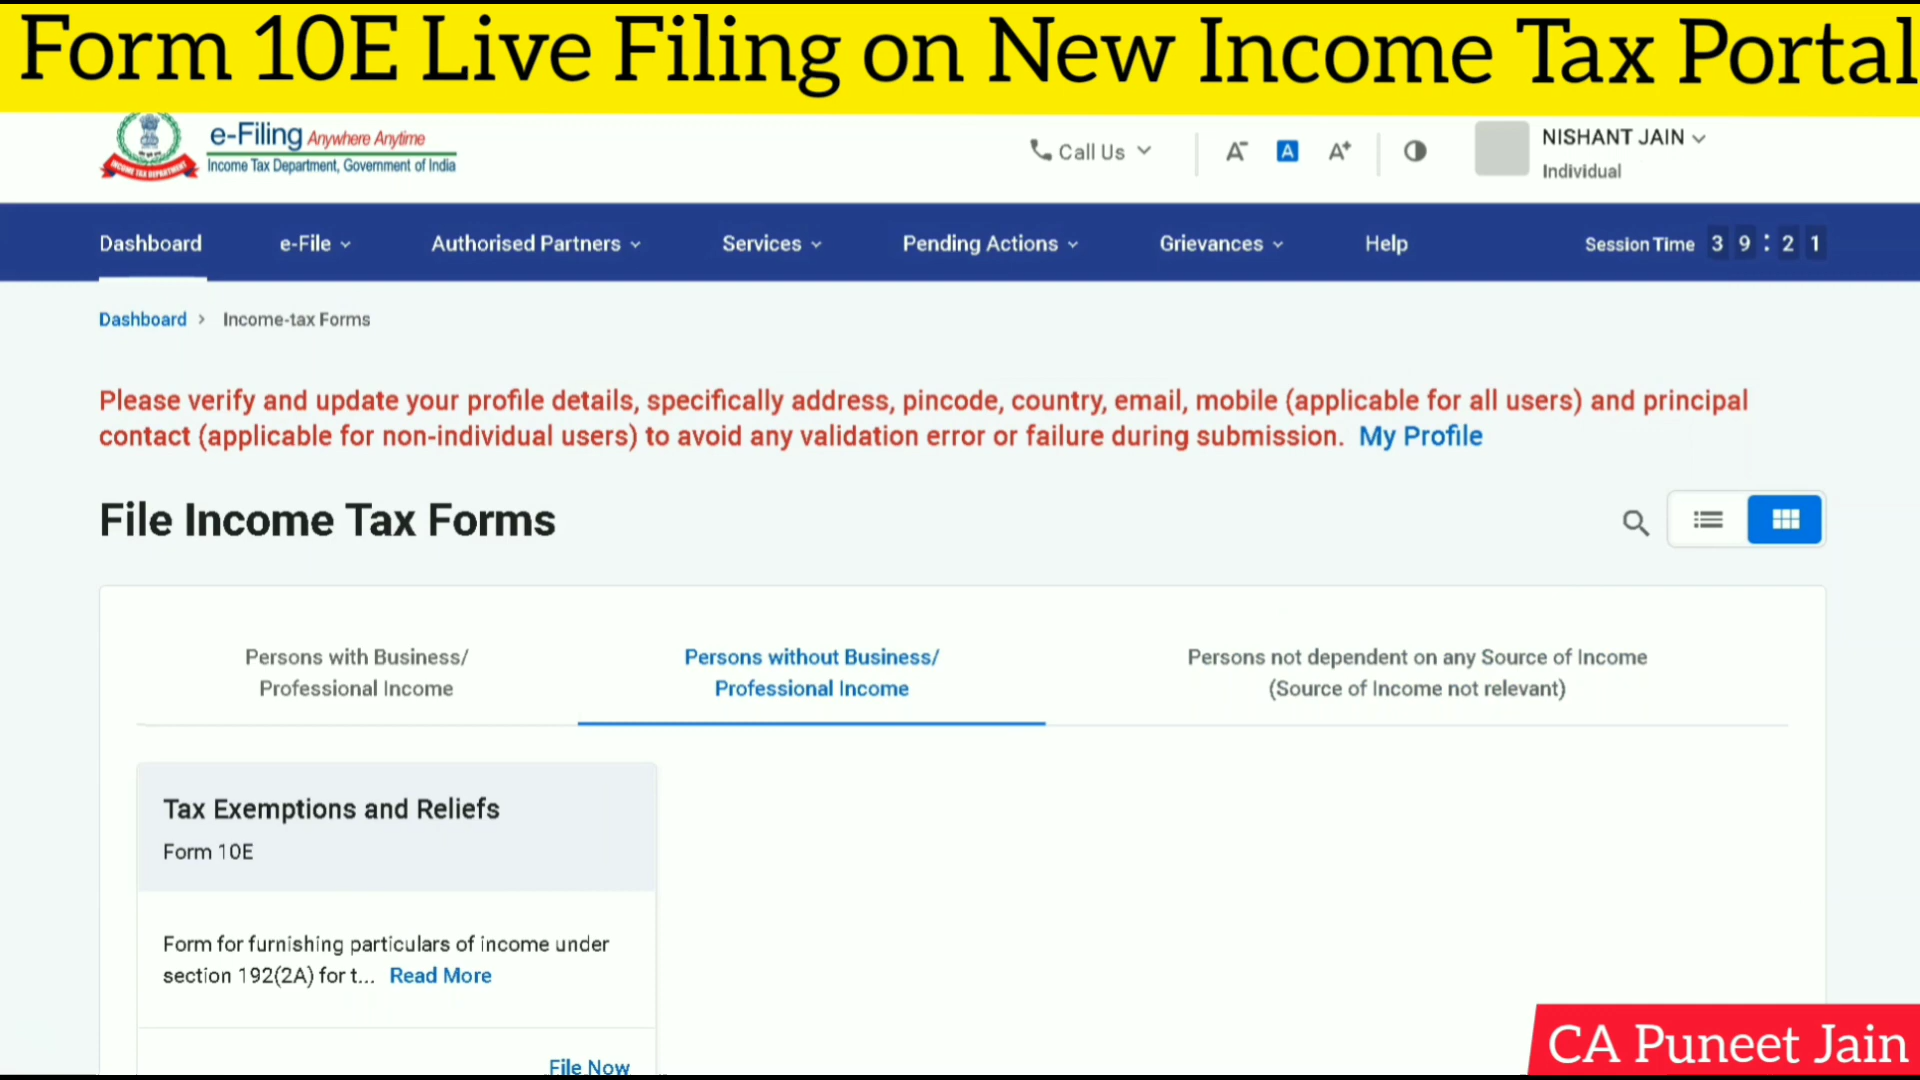 Form 10E Live Filing on New Income Tax Portal
e-Filing Anywhere Anytime
Income Tax Department, Government of India
INCOME TAX DEPARTMENT
Call Us
A-
A
A+
NISHANT JAIN
Individual
Dashboard
e-File
Authorised Partners
Services
Pending Actions
Grievances
Help
Session Time 3 9 : 2 1
Dashboard > Income-tax Forms
Please verify and update your profile details, specifically address, pincode, country, email, mobile (applicable for all users) and principal
contact (applicable for non-individual users) to avoid any validation error or failure during submission. My Profile
File Income Tax Forms
Persons with Business/
Professional Income
Persons without Business/
Professional Income
Persons not dependent on any Source of Income
(Source of Income not relevant)
Tax Exemptions and Reliefs
Form 10E
Form for furnishing particulars of income under
section 192(2A) for t... Read More
File Now
CA Puneet Jain